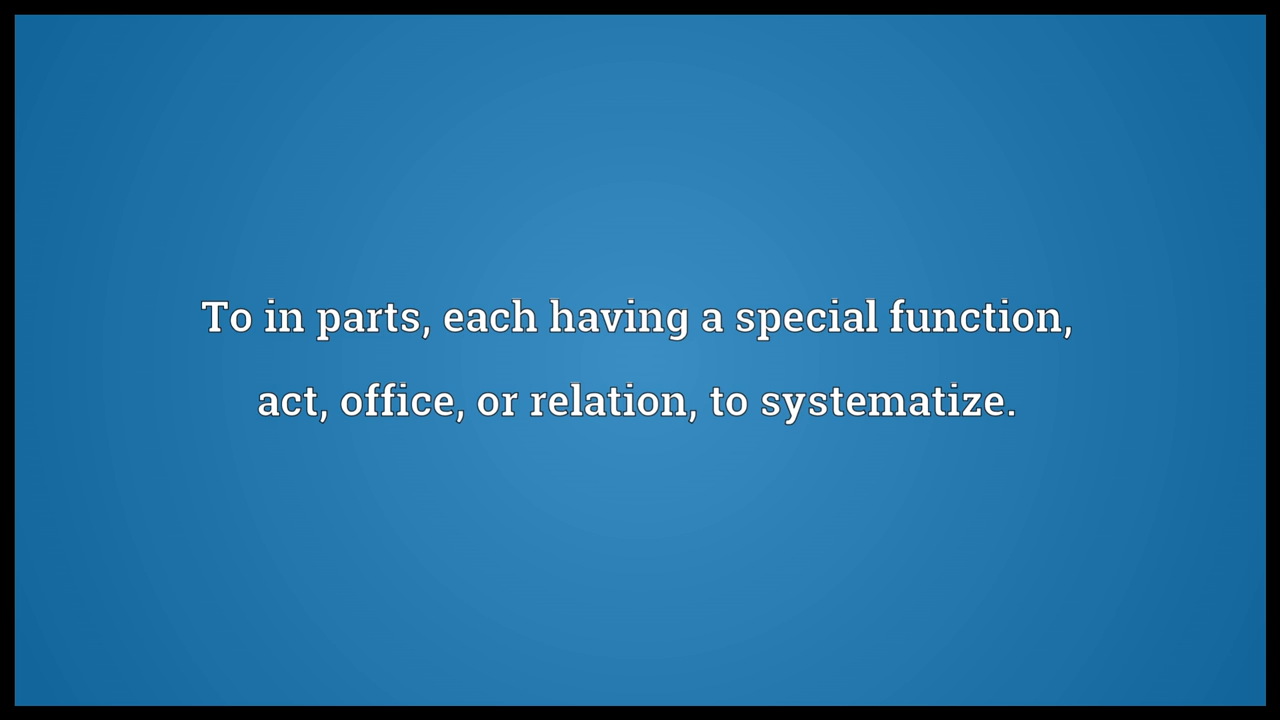 To in parts, each having a special function,
act, office, or relation, to systematize.